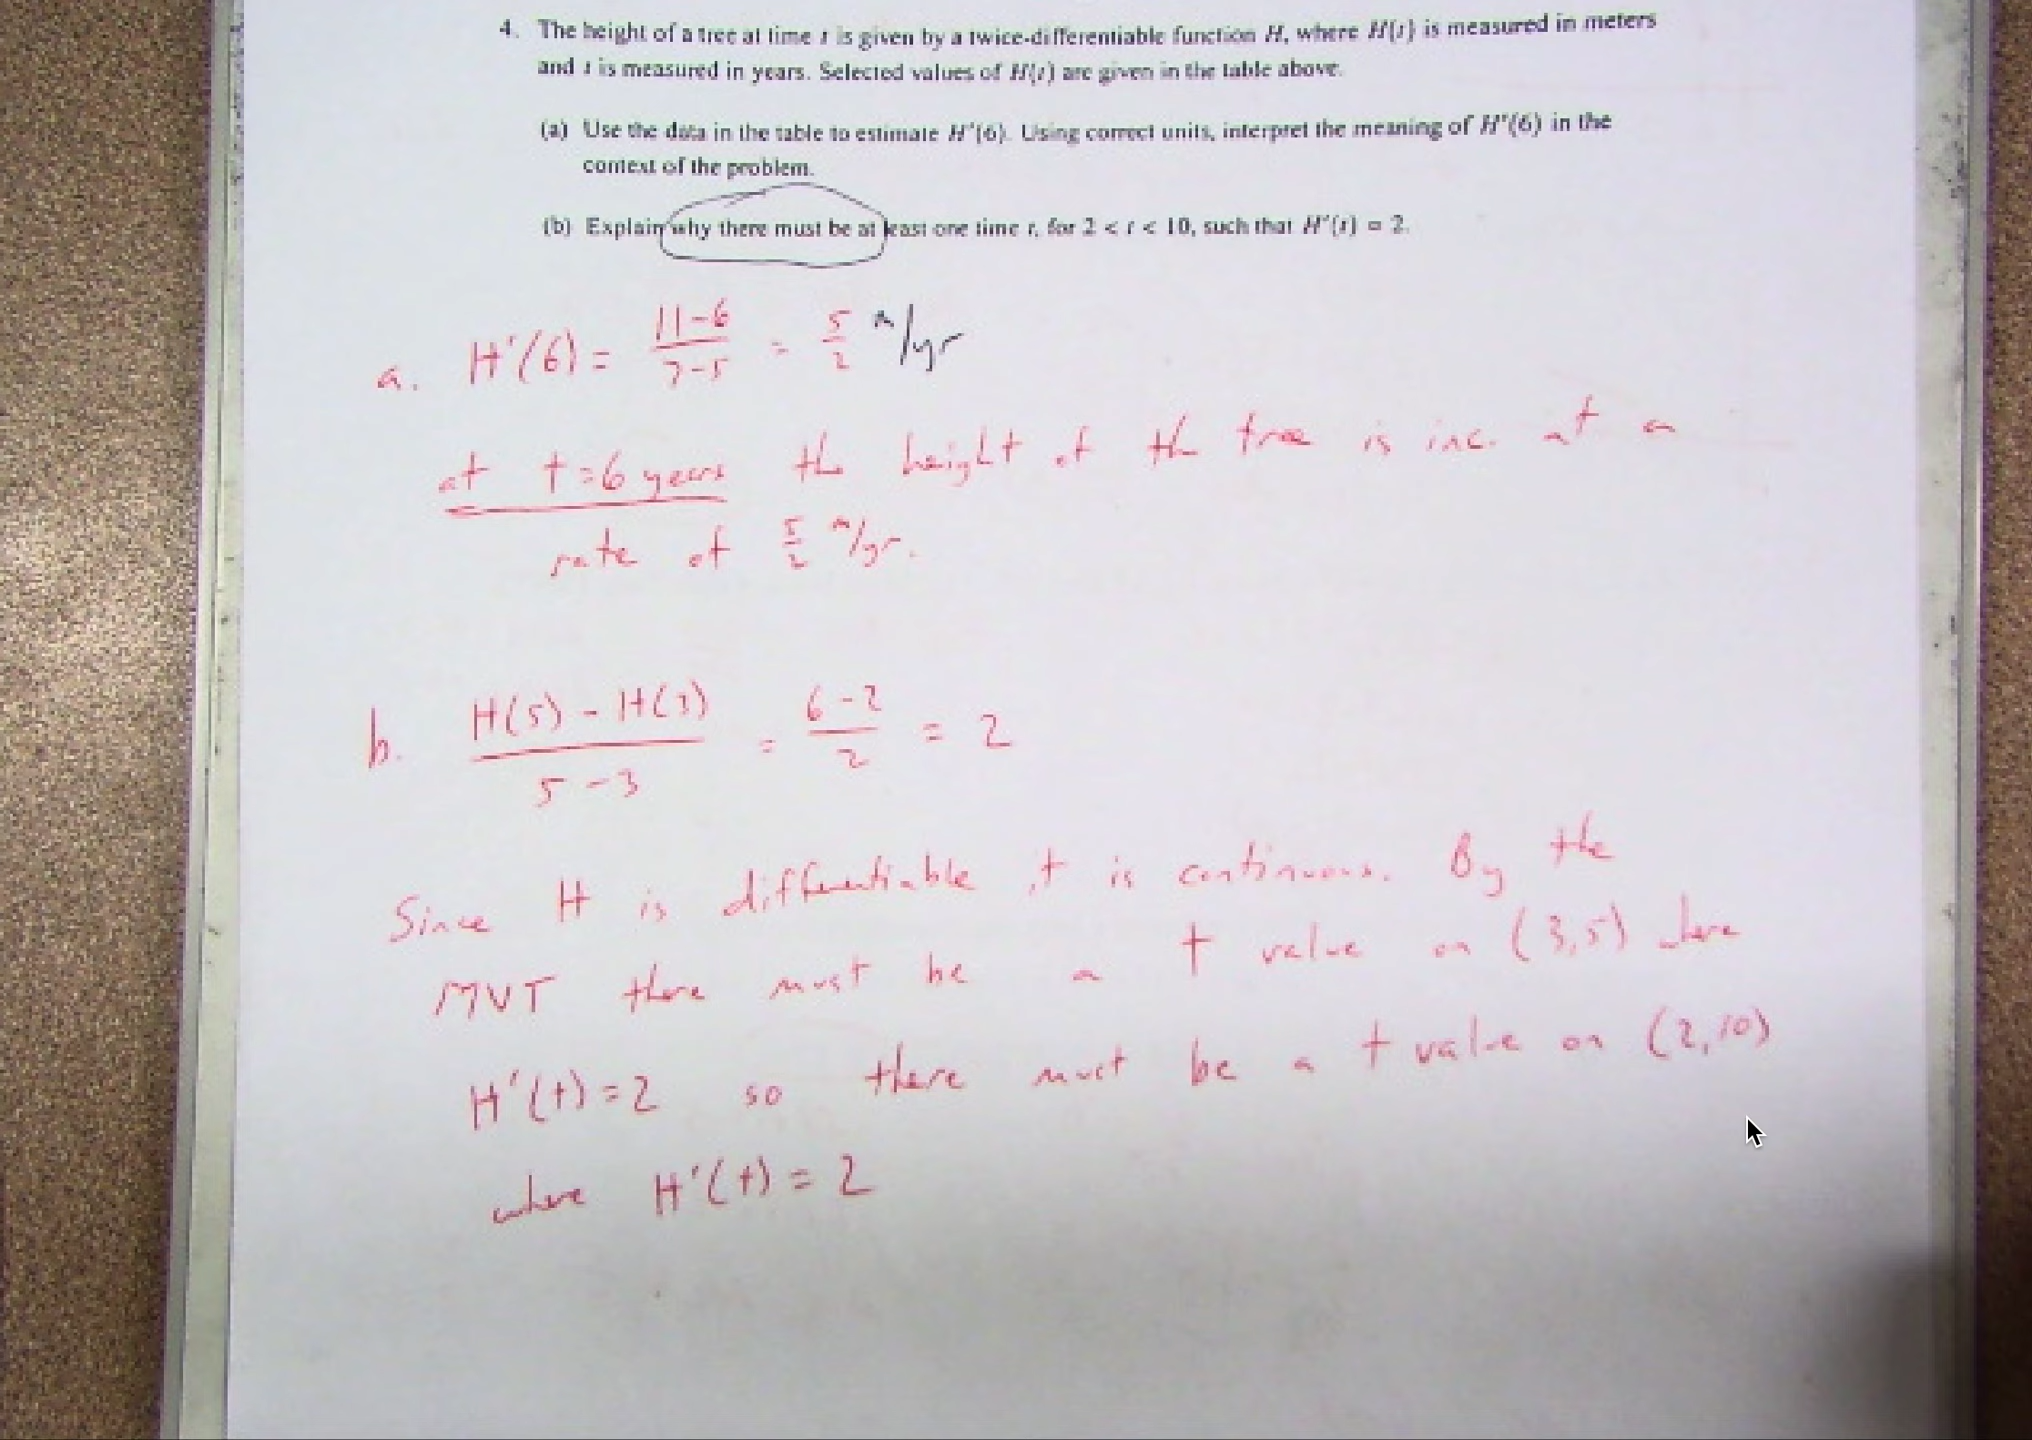 4. The height of a tree at time t is given by a twice-differentiable function H, where H(t) is measured in meters
and t is measured in years. Selected values of H(t) are given in the table above.
(a) Use the data in the table to estimate H'(6). Using correct units, interpret the meaning of H'(6) in the
context of the problem.
(b) Explain why there must be at least one time t, for 2 < t < 10, such that H'(t) = 2.
a. H'(6) = (11-6)/(7-5) = 5/2 m/yr
at t=6 years the height of the tree is inc. at a
rate of 5/2 m/yr.
b. (H(5) - H(3))/(5-3) = (6-2)/2 = 2
Since H is differentiable it is continuous. By the
MVT there must be a t value on (3,5) where
H'(t)=2 so there must be a t value on (2,10)
where H'(t) = 2